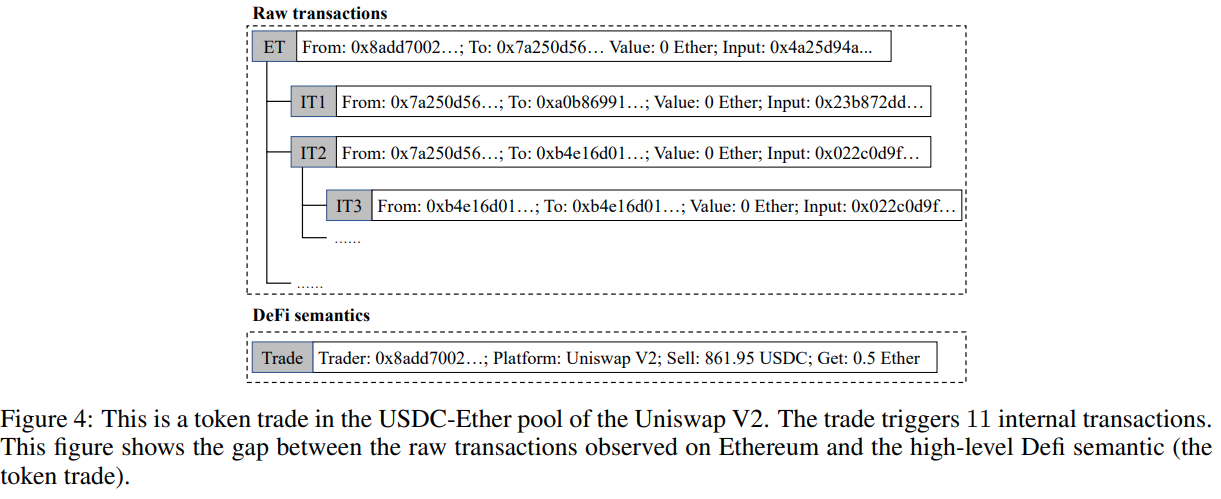 Raw transactions
ET From: 0x8add7002…; To: 0x7a250d56… Value: 0 Ether; Input: 0x4a25d94a...
IT1 From: 0x7a250d56…; To: 0xa0b86991…; Value: 0 Ether; Input: 0x23b872dd…
IT2 From: 0x7a250d56…; To: 0xb4e16d01…; Value: 0 Ether; Input: 0x022c0d9f…
IT3 From: 0xb4e16d01…; To: 0xb4e16d01…; Value: 0 Ether; Input: 0x022c0d9f…
......
......
DeFi semantics
Trade Trader: 0x8add7002…; Platform: Uniswap V2; Sell: 861.95 USDC; Get: 0.5 Ether
Figure 4: This is a token trade in the USDC-Ether pool of the Uniswap V2. The trade triggers 11 internal transactions.
This figure shows the gap between the raw transactions observed on Ethereum and the high-level Defi semantic (the
token trade).